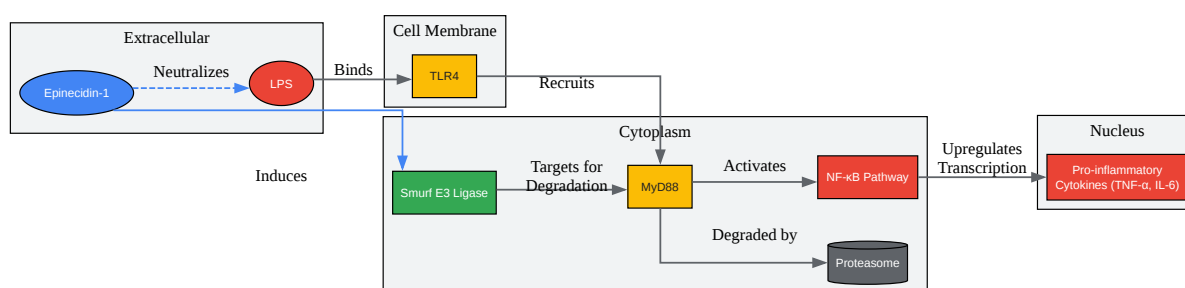 Extracellular
Cell Membrane
Neutralizes
Epinecidin-1
LPS
Binds
TLR4
Recruits
Cytoplasm
Nucleus
Induces
Smurf E3 Ligase
Targets for
Degradation
MyD88
Activates
NF-κB Pathway
Upregulates
Transcription
Pro-inflammatory
Cytokines (TNF-α, IL-6)
Degraded by
Proteasome